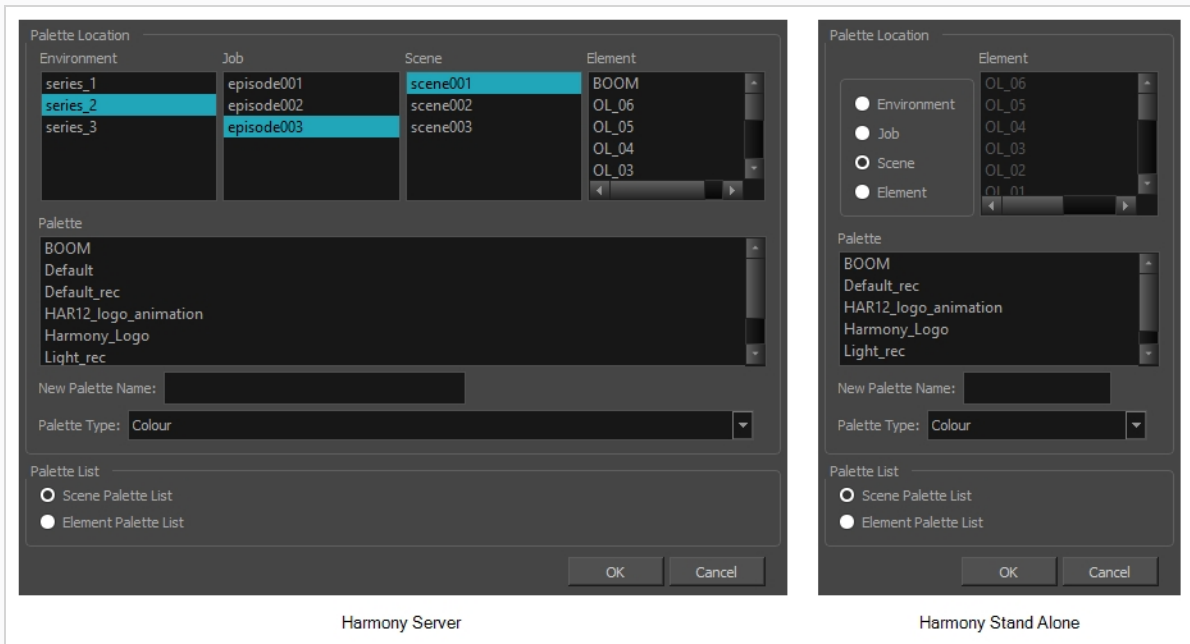 Palette Location
Environment Job Scene Element
series_1 episode001 scene001 BOOM
series_2 episode002 scene002 OL_06
series_3 episode003 scene003 OL_05
OL_04
OL_03
Palette
BOOM
Default
Default_rec
HAR12_logo_animation
Harmony_Logo
Light_rec
New Palette Name:
Palette Type: Colour
Palette List
Scene Palette List
Element Palette List
OK Cancel
Harmony Server
Palette Location
Element
Environment
Job
Scene
Element
OL_06
OL_05
OL_04
OL_03
OL_02
OL_01
Palette
BOOM
Default_rec
HAR12_logo_animation
Harmony_Logo
Light_rec
New Palette Name:
Palette Type: Colour
Palette List
Scene Palette List
Element Palette List
OK Cancel
Harmony Stand Alone